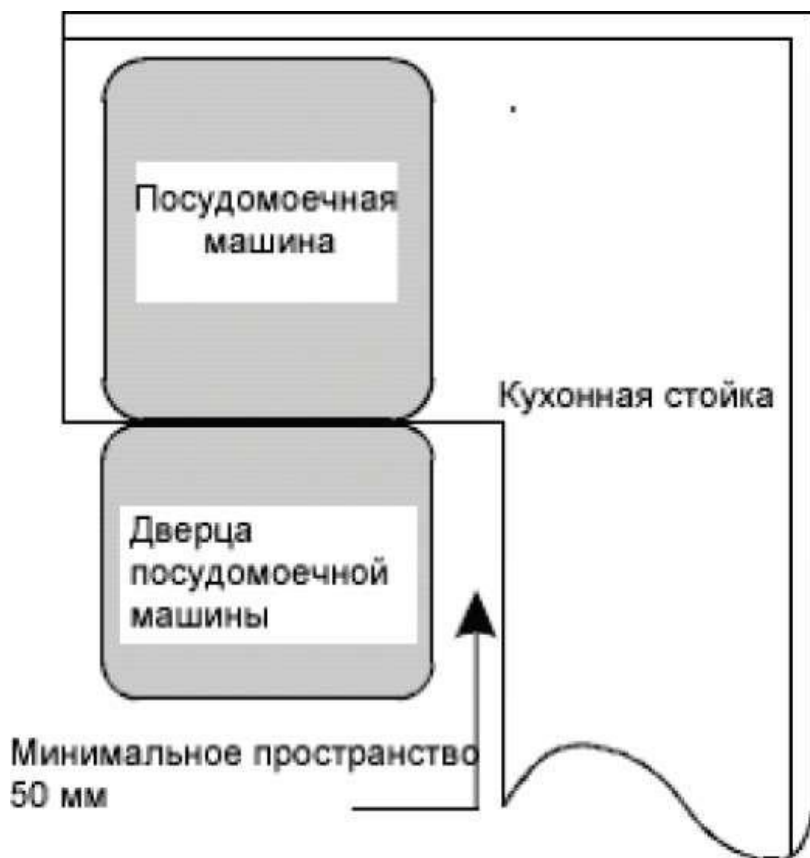 Посудомоечная
машина
Кухонная стойка
Дверца
посудомоечной
машины
Минимальное пространство
50 мм